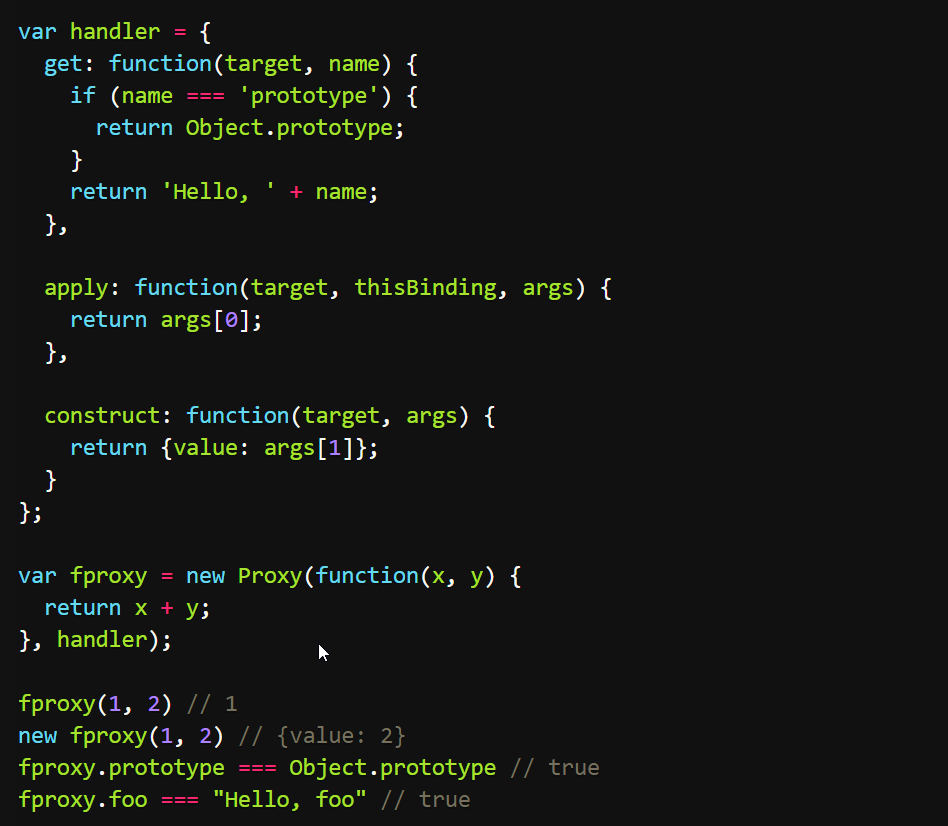 var handler = {
  get: function(target, name) {
    if (name === 'prototype') {
      return Object.prototype;
    }
    return 'Hello, ' + name;
  },

  apply: function(target, thisBinding, args) {
    return args[0];
  },

  construct: function(target, args) {
    return {value: args[1]};
  }
};

var fproxy = new Proxy(function(x, y) {
  return x + y;
}, handler);

fproxy(1, 2) // 1
new fproxy(1, 2) // {value: 2}
fproxy.prototype === Object.prototype // true
fproxy.foo === "Hello, foo" // true